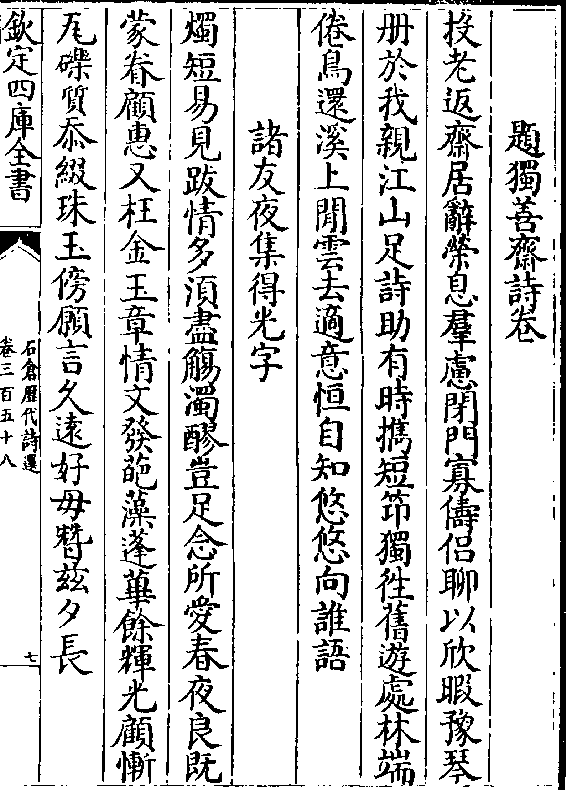 題獨善齋詩卷
投老返齋居辭榮息羣慮閉門寡儔侣聊以欣暇豫琴
册於我親江山足詩助有時攜短笻獨徃舊遊處林端
倦鳥還溪上閒雲去適意恒自知悠悠向誰語
諸友夜集得光字
燭短易見跋情多須盡觴濁醪豈足念所愛春夜良既
蒙眷顧惠又枉金玉章情文發葩藻蓬蓽餘輝光顧慚
瓦礫質忝綴珠玉傍願言久遠好毋暫茲夕長
欽定四庫全書
石倉歷代詩選
卷三百五十八
七